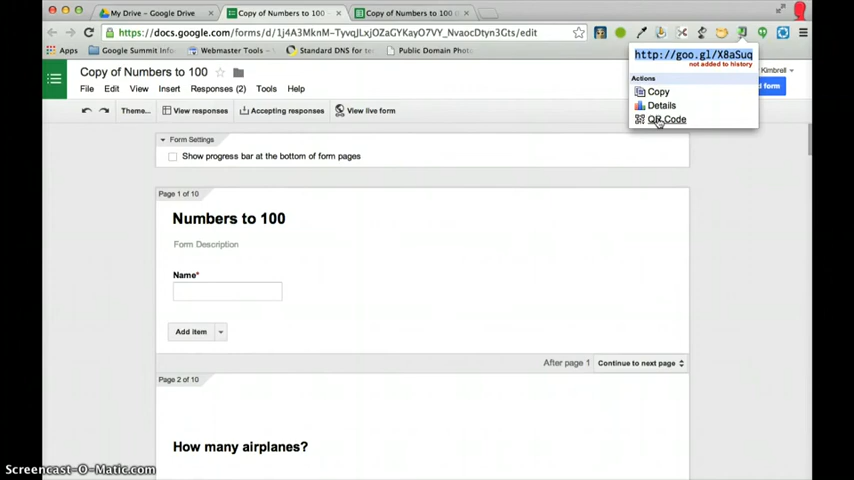 My Drive – Google Drive
Copy of Numbers to 100 -
Copy of Numbers to 100 (
https://docs.google.com/forms/d/1j4A3MknM-TyvqJLxjOZtaGYKayO7V_NvaocDtyn3Gts/edit
http://goo.gl/X8aSuq
not added to history
Apps
Google Summit Info
Webmaster Tools
Standard DNS for te
Public Domain
Actions
Copy
Details
QR Code
Copy of Numbers to 100
Kimbrell
d form
File Edit View Insert Responses (2) Tools Help
Theme...
View responses
Accepting responses
View live form
Form Settings
Show progress bar at the bottom of form pages
Page 1 of 10
Numbers to 100
Form Description
Name*
Add item
After page 1
Continue to next page
Page 2 of 10
How many airplanes?
Screencast-O-Matic.com